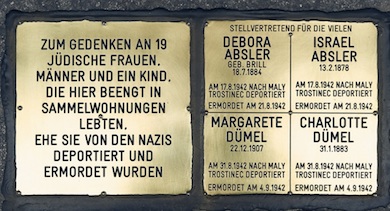 ZUM GEDENKEN AN 19
JÜDISCHE FRAUEN,
MÄNNER UND EIN KIND,
DIE HIER BEENGT IN
SAMMELWOHNUNGEN
LEBTEN,
EHE SIE VON DEN NAZIS
DEPORTIERT UND
ERMORDET WURDEN
STELLVERTRETEND FÜR DIE VIELEN
DEBORA
ABSLER
GEB. BRILL
18.7.1884
AM 17.8.1942 NACH MALY
TROSTINEC DEPORTIERT
ERMORDET AM 21.8.1942
ISRAEL
ABSLER
13.2.1878
AM 17.8.1942 NACH MALY
TROSTINEC DEPORTIERT
ERMORDET AM 21.8.1942
MARGARETE
DÜMEL
22.12.1907
AM 31.8.1942 NACH MALY
TROSTINEC DEPORTIERT
ERMORDET AM 4.9.1942
CHARLOTTE
DÜMEL
31.1.1883
AM 31.8.1942 NACH MALY
TROSTINEC DEPORTIERT
ERMORDET AM 4.9.1942